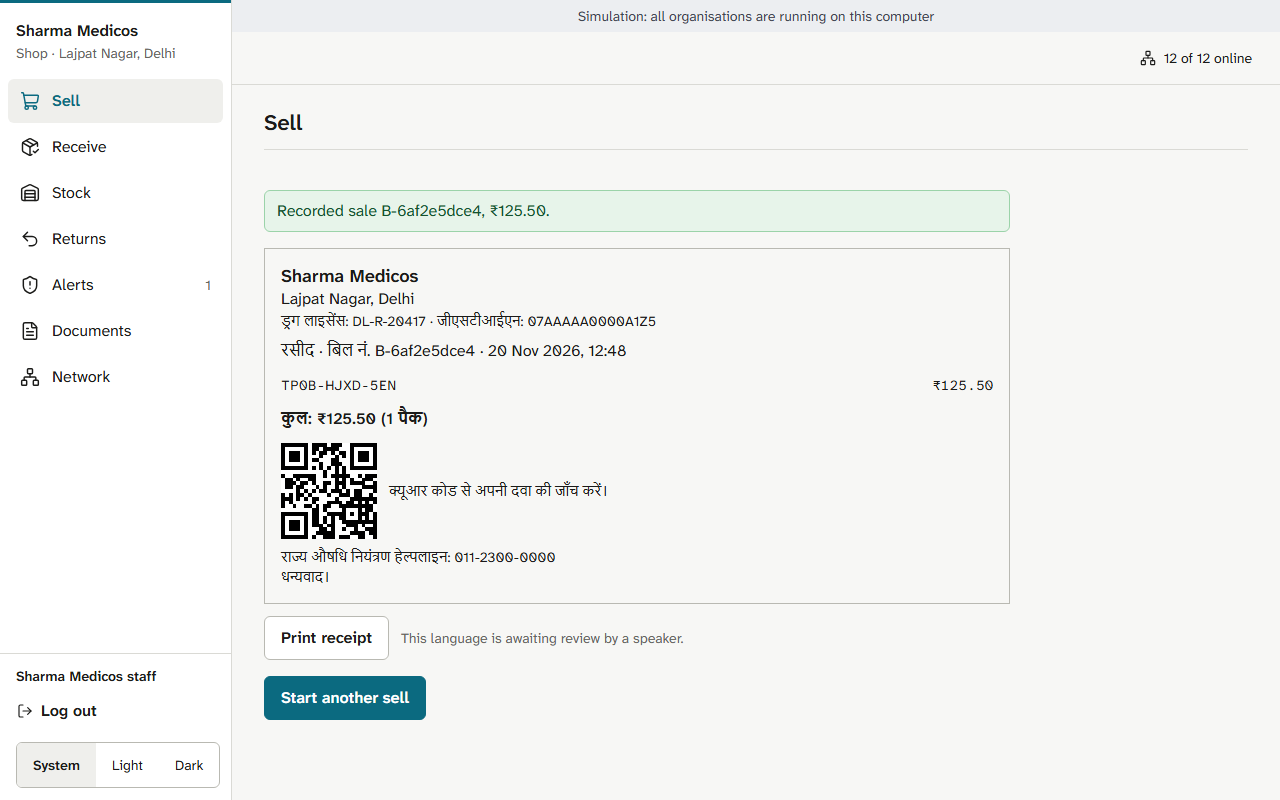 Simulation: all organisations are running on this computer
Sharma Medicos
Shop · Lajpat Nagar, Delhi
12 of 12 online
Sell
Receive
Stock
Returns
Alerts 1
Documents
Network
Sharma Medicos staff
Log out
System Light Dark
Sell
Recorded sale B-6af2e5dce4, ₹125.50.
Sharma Medicos
Lajpat Nagar, Delhi
ड्रग लाइसेंस: DL-R-20417 · जीएसटीआईएन: 07AAAAA0000A1Z5
रसीद · बिल नं. B-6af2e5dce4 · 20 Nov 2026, 12:48
TP0B-HJXD-5EN ₹125.50
कुल: ₹125.50 (1 पैक)
क्यूआर कोड से अपनी दवा की जाँच करें।
राज्य औषधि नियंत्रण हेल्पलाइन: 011-2300-0000
धन्यवाद।
Print receipt This language is awaiting review by a speaker.
Start another sell